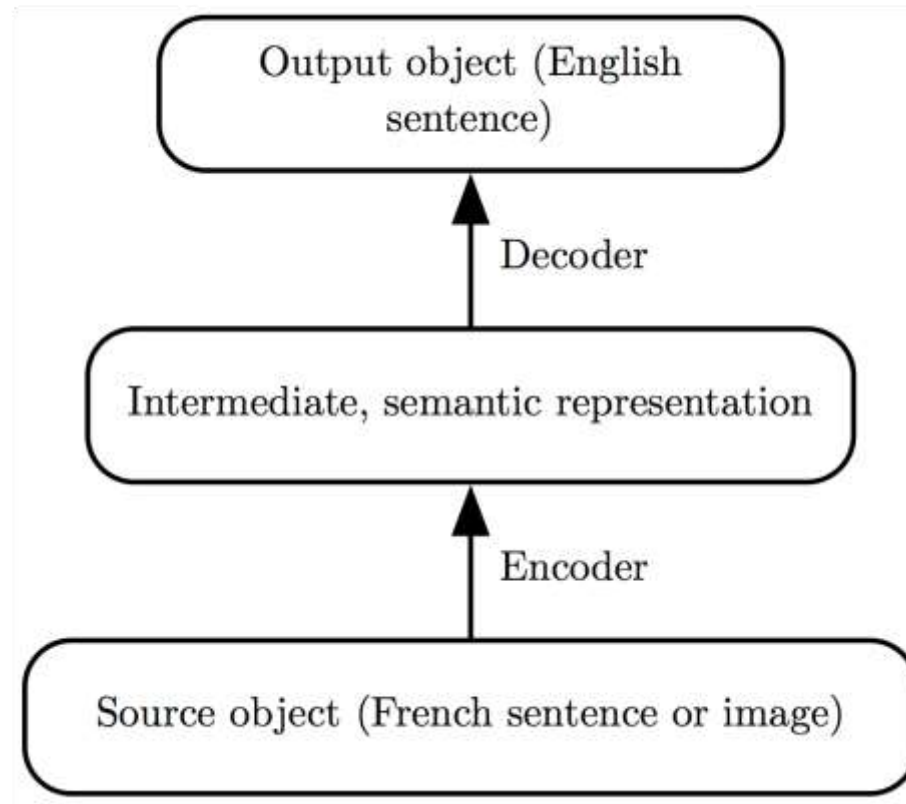 Output object (English
sentence)
Decoder
Intermediate, semantic representation
Encoder
Source object (French sentence or image)